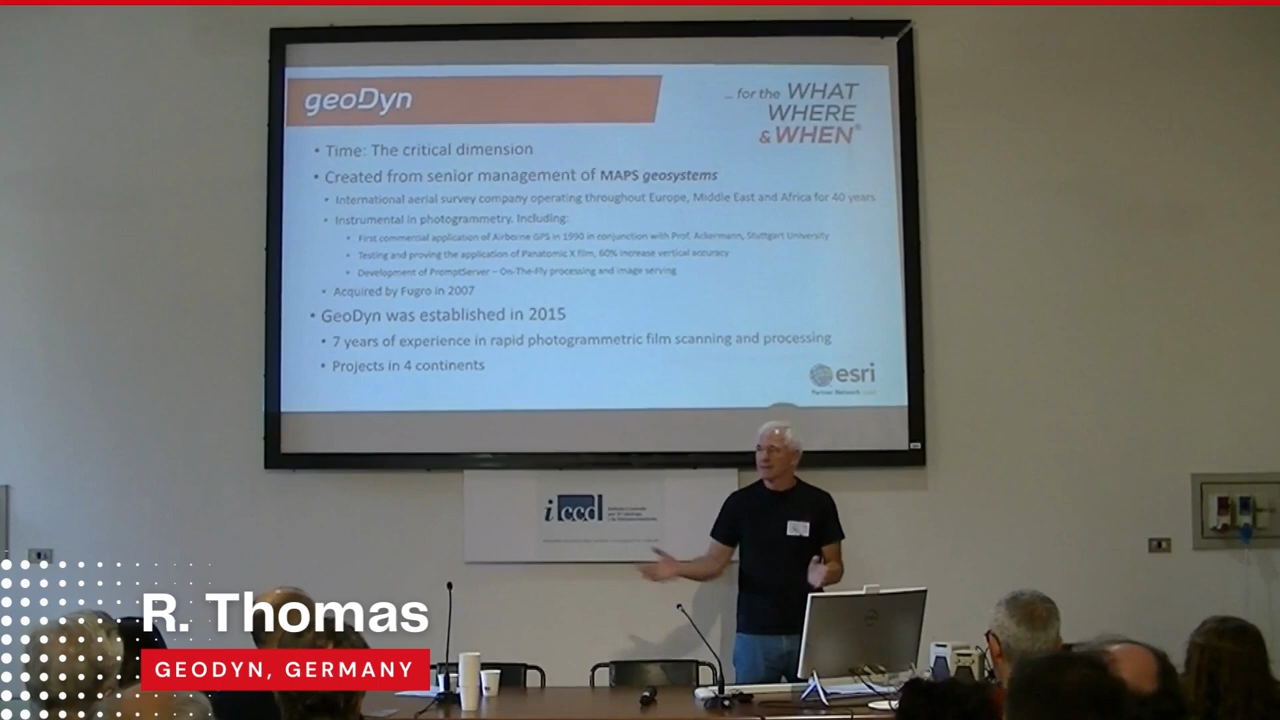 geoDyn
... for the WHAT
WHERE
& WHEN®
• Time: The critical dimension
• Created from senior management of MAPS geosystems
• International aerial survey company operating throughout Europe, Middle East and Africa for 40 years
• Instrumental in photogrammetry. Including:
• First commercial application of Airborne GPS in 1990 in conjunction with Prof. Ackermann, Stuttgart University
• Testing and proving the application of Panatomic X film, 60% increase vertical accuracy
• Development of PromptServer – On-The-Fly processing and image serving
• Acquired by Fugro in 2007
• GeoDyn was established in 2015
• 7 years of experience in rapid photogrammetric film scanning and processing
• Projects in 4 continents
esri
Partner Network
iccd
R. Thomas
GEODYN, GERMANY